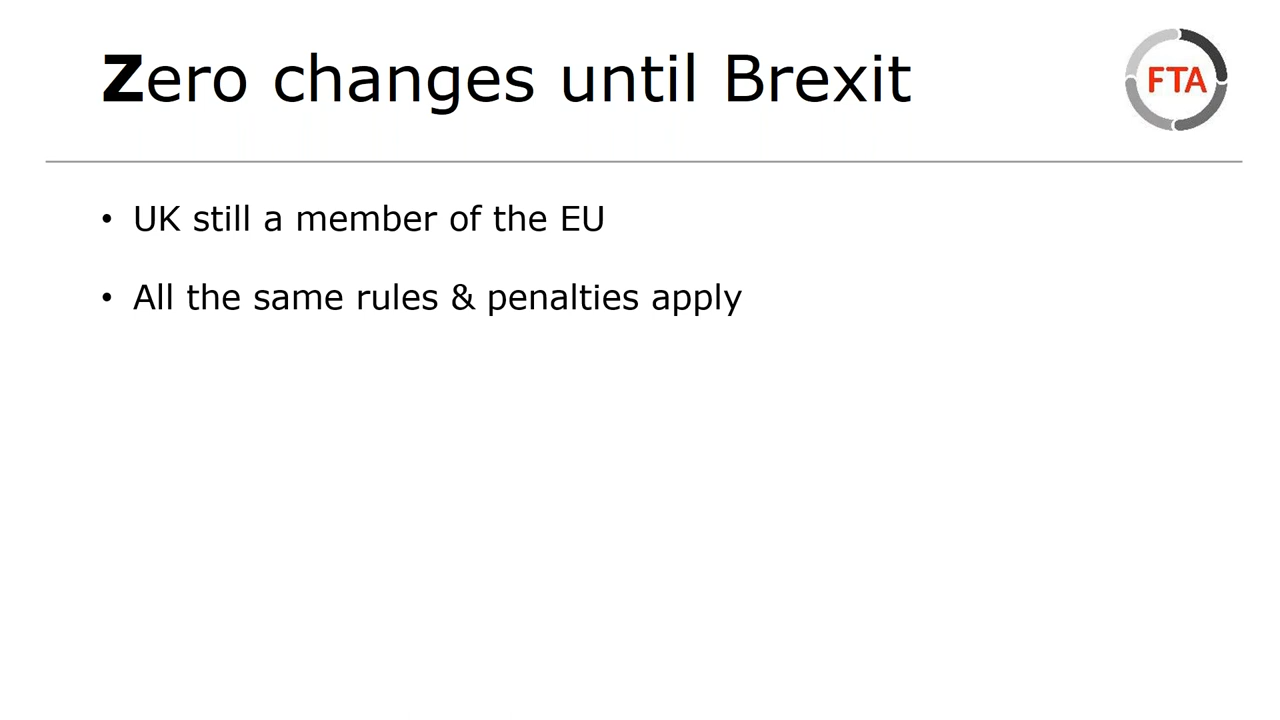 Zero changes until Brexit
FTA
• UK still a member of the EU
• All the same rules & penalties apply